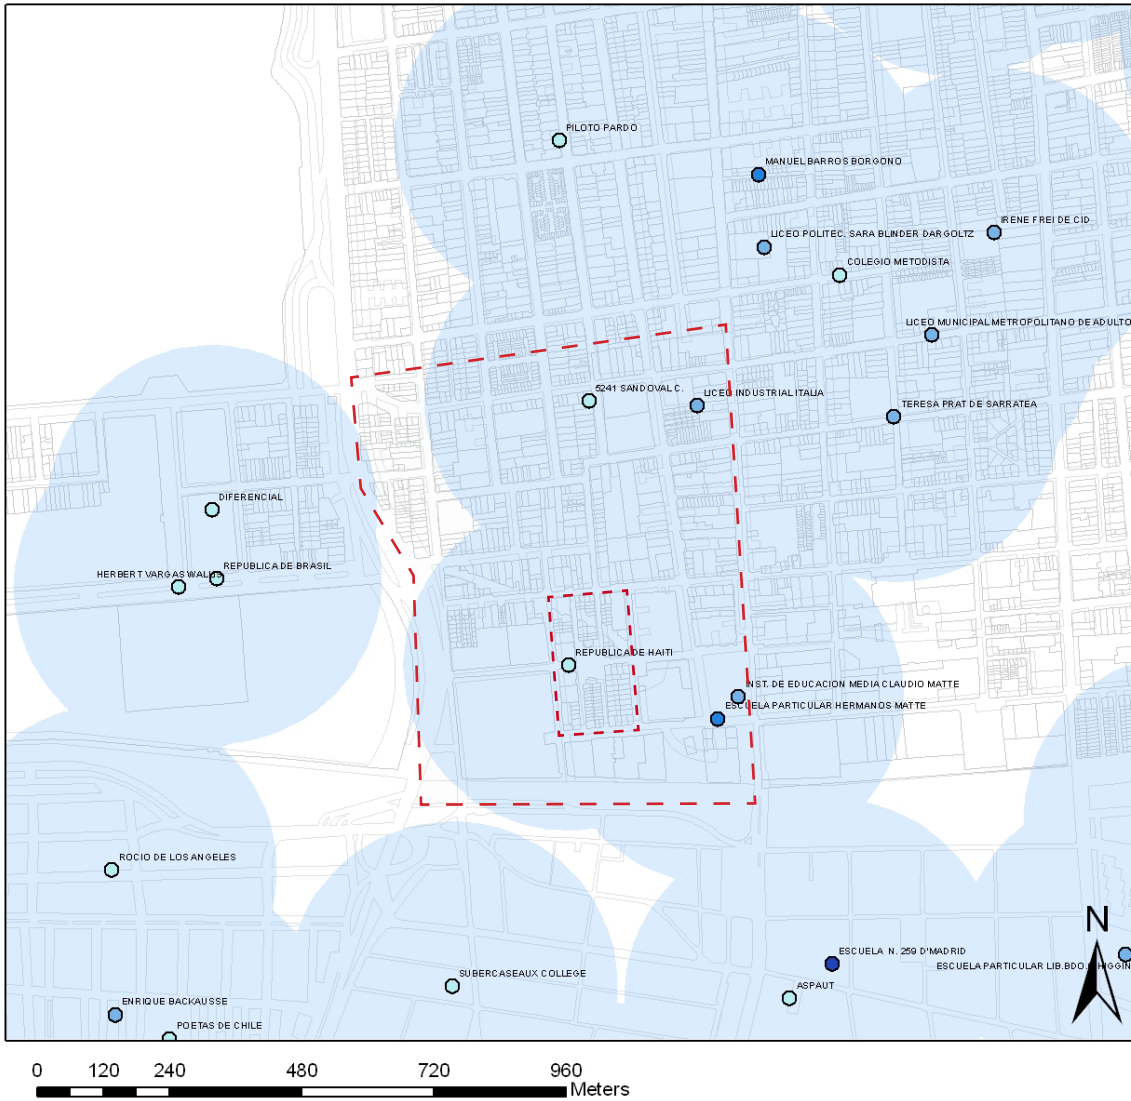 PILOTO PARDO
MANUEL BARROS BORGONO
IRENE FREI DE CID
LICEO POLITEC. SARA BLINDER DARGOLTZ
COLEGIO METODISTA
LICEO MUNICIPAL METROPOLITANO DE ADULTO
5241 SANDOVAL C.
LICEO INDUSTRIAL ITALIA
TERESA PRAT DE SARRATEA
DIFERENCIAL
REPUBLICA DE BRASIL
HERBERT VARGAS WALLIS
REPUBLICA DE HAITI
INST. DE EDUCACION MEDIA CLAUDIO MATTE
ESCUELA PARTICULAR HERMANOS MATTE
ROCIO DE LOS ANGELES
N
ESCUELA N. 259 D'MADRID
ESCUELA PARTICULAR LIB.BDO.O HIGGIN
SUBERCASEAUX COLLEGE
ASPAUT
ENRIQUE BACKAUSSE
POETAS DE CHILE
0 120 240 480 720 960
Meters